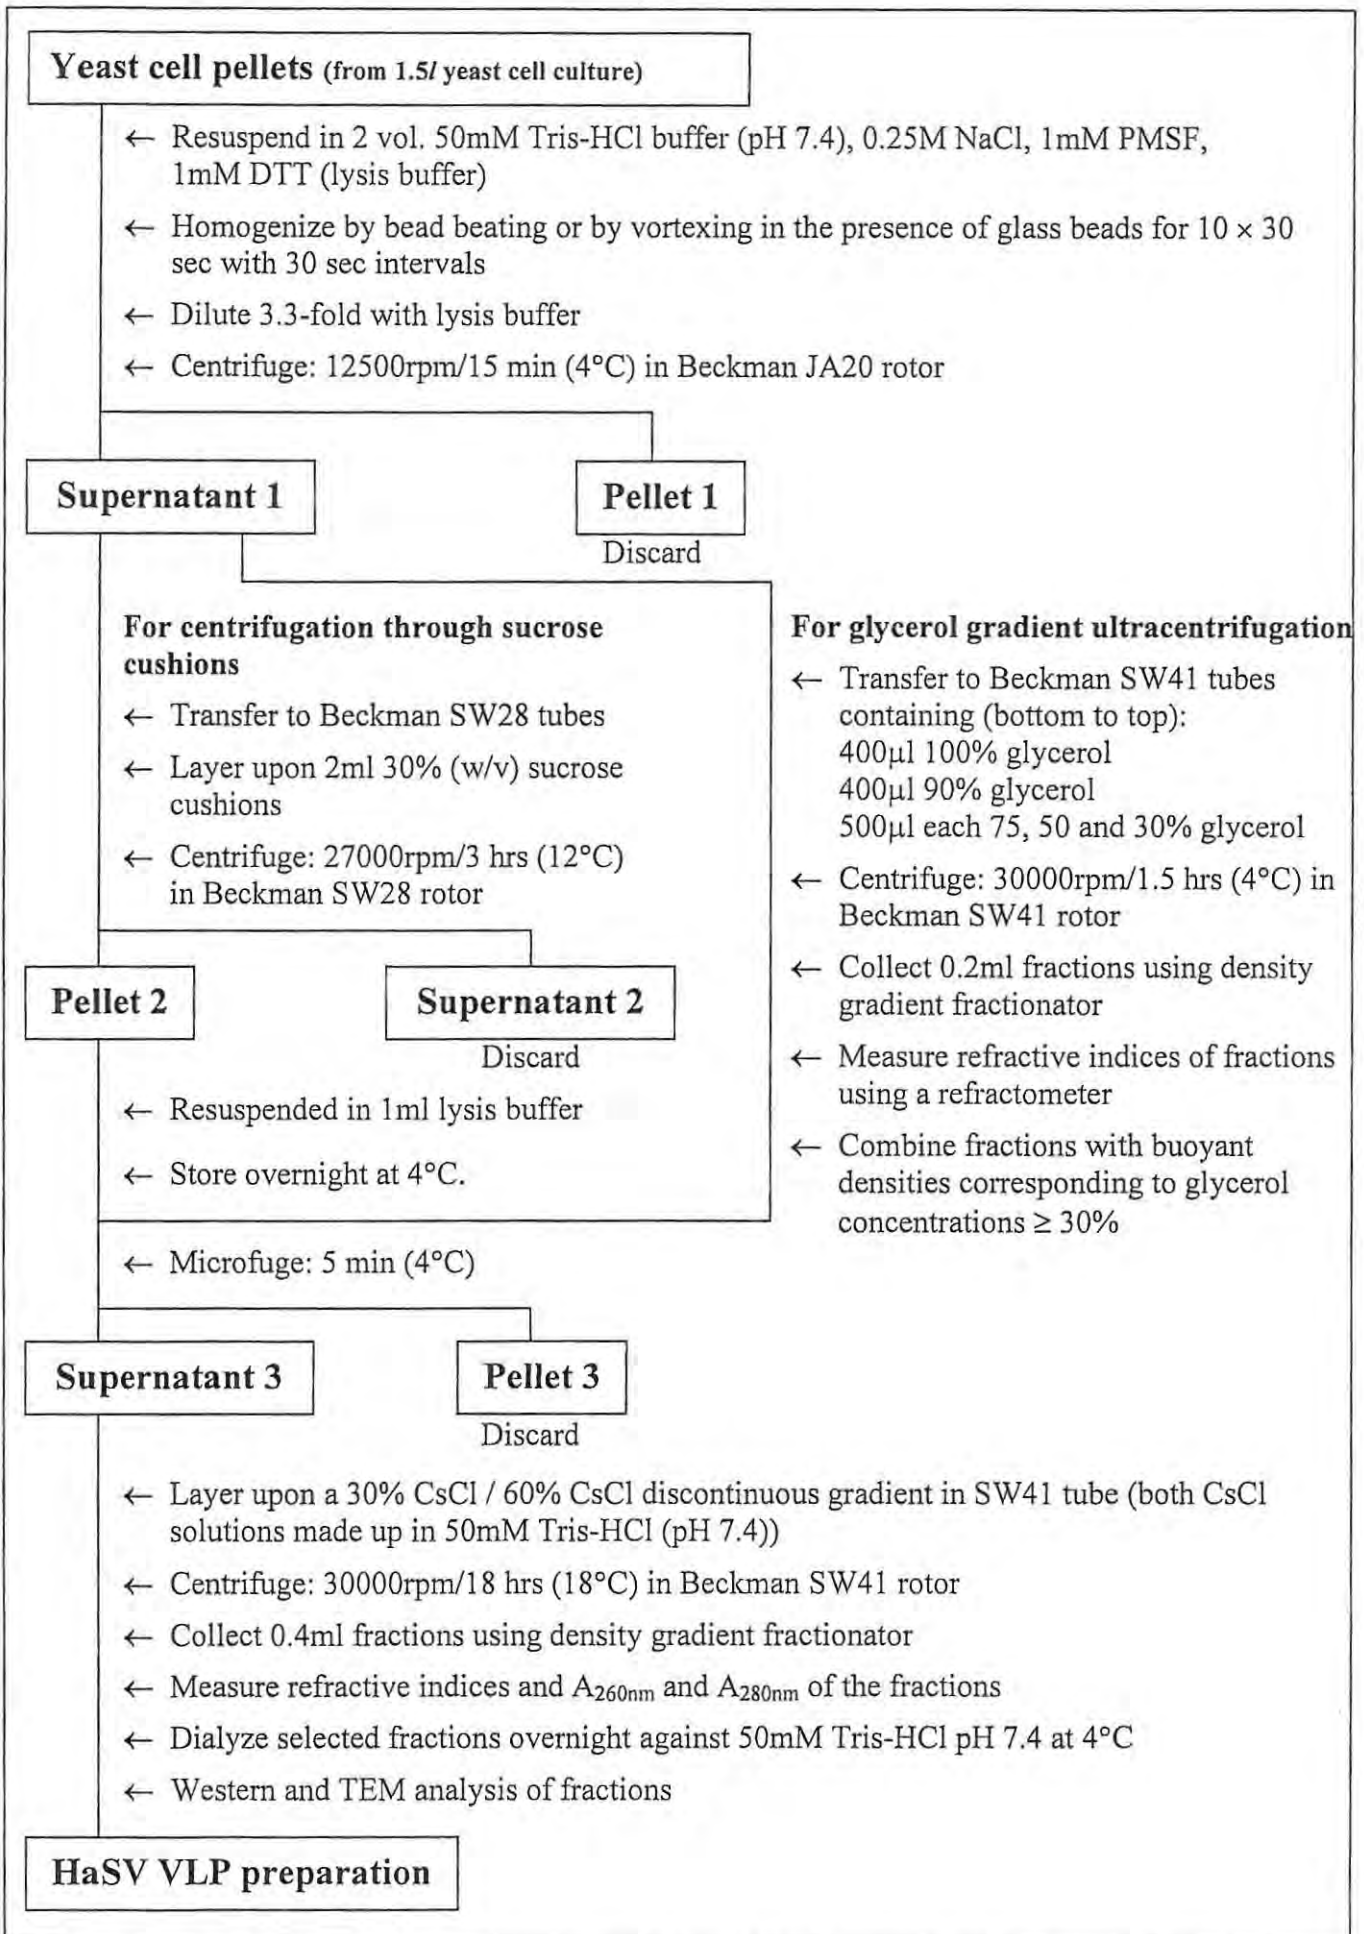 Yeast cell pellets (from 1.5l yeast cell culture)
← Resuspend in 2 vol. 50mM Tris-HCl buffer (pH 7.4), 0.25M NaCl, 1mM PMSF,
1mM DTT (lysis buffer)
← Homogenize by bead beating or by vortexing in the presence of glass beads for 10 × 30
sec with 30 sec intervals
← Dilute 3.3-fold with lysis buffer
← Centrifuge: 12500rpm/15 min (4°C) in Beckman JA20 rotor
Supernatant 1
Pellet 1
Discard
For centrifugation through sucrose
cushions
← Transfer to Beckman SW28 tubes
← Layer upon 2ml 30% (w/v) sucrose
cushions
← Centrifuge: 27000rpm/3 hrs (12°C)
in Beckman SW28 rotor
Pellet 2
Supernatant 2
Discard
← Resuspended in 1ml lysis buffer
← Store overnight at 4°C.
For glycerol gradient ultracentrifugation
← Transfer to Beckman SW41 tubes
containing (bottom to top):
400µl 100% glycerol
400µl 90% glycerol
500µl each 75, 50 and 30% glycerol
← Centrifuge: 30000rpm/1.5 hrs (4°C) in
Beckman SW41 rotor
← Collect 0.2ml fractions using density
gradient fractionator
← Measure refractive indices of fractions
using a refractometer
← Combine fractions with buoyant
densities corresponding to glycerol
concentrations ≥ 30%
← Microfuge: 5 min (4°C)
Supernatant 3
Pellet 3
Discard
← Layer upon a 30% CsCl / 60% CsCl discontinuous gradient in SW41 tube (both CsCl
solutions made up in 50mM Tris-HCl (pH 7.4))
← Centrifuge: 30000rpm/18 hrs (18°C) in Beckman SW41 rotor
← Collect 0.4ml fractions using density gradient fractionator
← Measure refractive indices and A260nm and A280nm of the fractions
← Dialyze selected fractions overnight against 50mM Tris-HCl pH 7.4 at 4°C
← Western and TEM analysis of fractions
HaSV VLP preparation